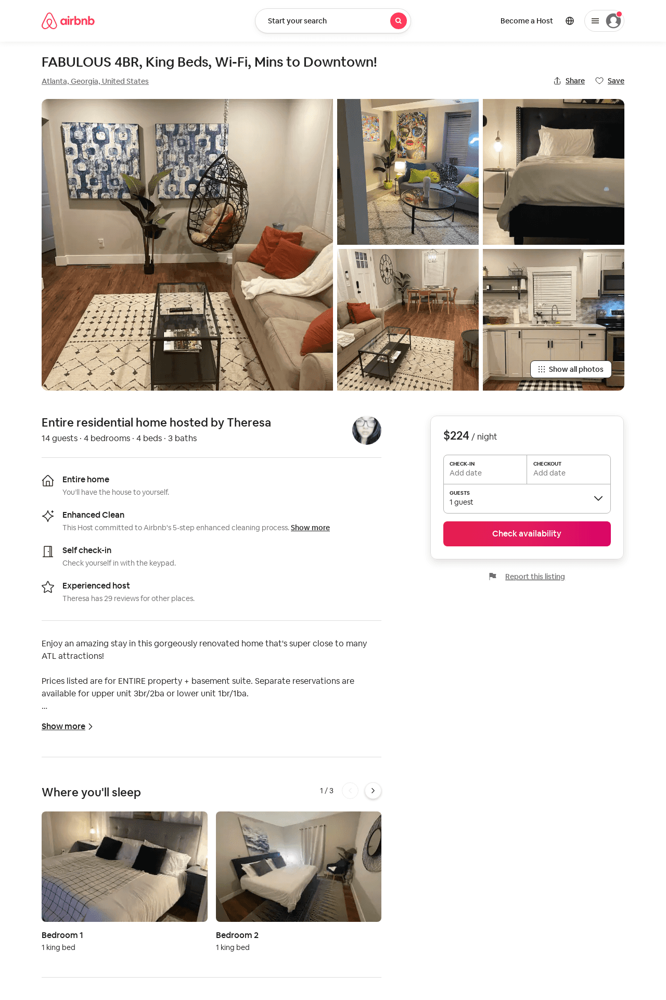 airbnb
Start your search
Become a Host
FABULOUS 4BR, King Beds, Wi-Fi, Mins to Downtown!
Atlanta, Georgia, United States
Share
Save
Show all photos
Entire residential home hosted by Theresa
14 guests · 4 bedrooms · 4 beds · 3 baths
Entire home
You’ll have the house to yourself.
Enhanced Clean
This Host committed to Airbnb's 5-step enhanced cleaning process. Show more
Self check-in
Check yourself in with the keypad.
Experienced host
Theresa has 29 reviews for other places.
$224 / night
CHECK-IN
Add date
CHECKOUT
Add date
GUESTS
1 guest
Check availability
Report this listing
Enjoy an amazing stay in this gorgeously renovated home that's super close to many
ATL attractions!
Prices listed are for ENTIRE property + basement suite. Separate reservations are
available for upper unit 3br/2ba or lower unit 1br/1ba.
...
Show more
Where you'll sleep
1 / 3
Bedroom 1
1 king bed
Bedroom 2
1 king bed